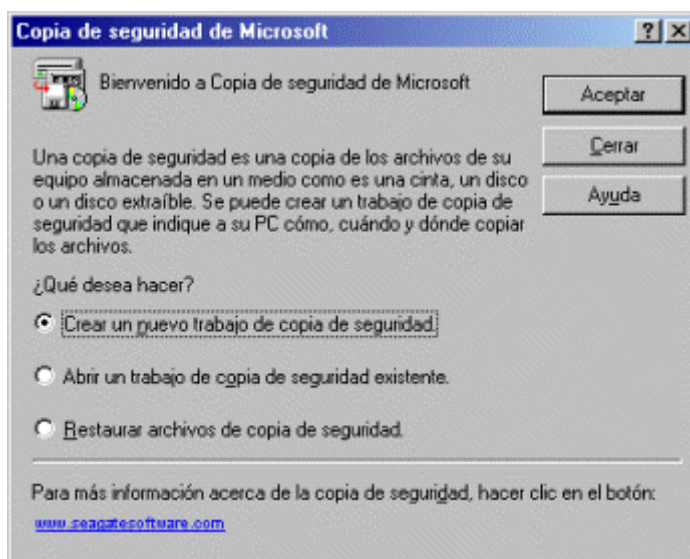 Copia de seguridad de Microsoft
Bienvenido a Copia de seguridad de Microsoft
Aceptar
Cerrar
Ayuda
Una copia de seguridad es una copia de los archivos de su
equipo almacenada en un medio como es una cinta, un disco
o un disco extraíble. Se puede crear un trabajo de copia de
seguridad que indique a su PC cómo, cuándo y dónde copiar
los archivos.
¿Qué desea hacer?
Crear un nuevo trabajo de copia de seguridad.
Abrir un trabajo de copia de seguridad existente.
Restaurar archivos de copia de seguridad.
Para más información acerca de la copia de seguridad, hacer clic en el botón:
www.seagatesoftware.com